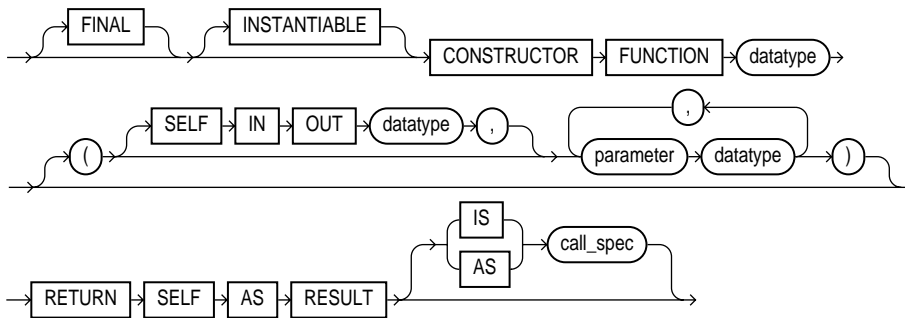 FINAL INSTANTIABLE
CONSTRUCTOR FUNCTION datatype
SELF IN OUT datatype ,
,
( parameter datatype )
IS
AS
call_spec
RETURN SELF AS RESULT